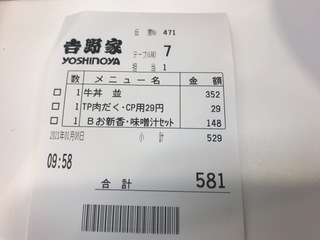 伝票No 471
吉野家 テーブルNO 7
YOSHINOYA 担当 1
数 メニュー名 金額
1 牛丼 並 352
1 TP肉だく・CP用29円 29
1 Bお新香・味噌汁セット 148
小計 529
09:58
合計 581